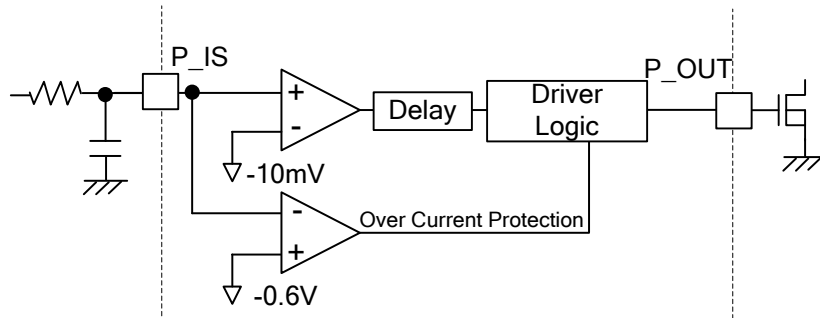 P_IS
P_OUT
+
-
Delay
Driver
Logic
-10mV
-
+
Over Current Protection
-0.6V